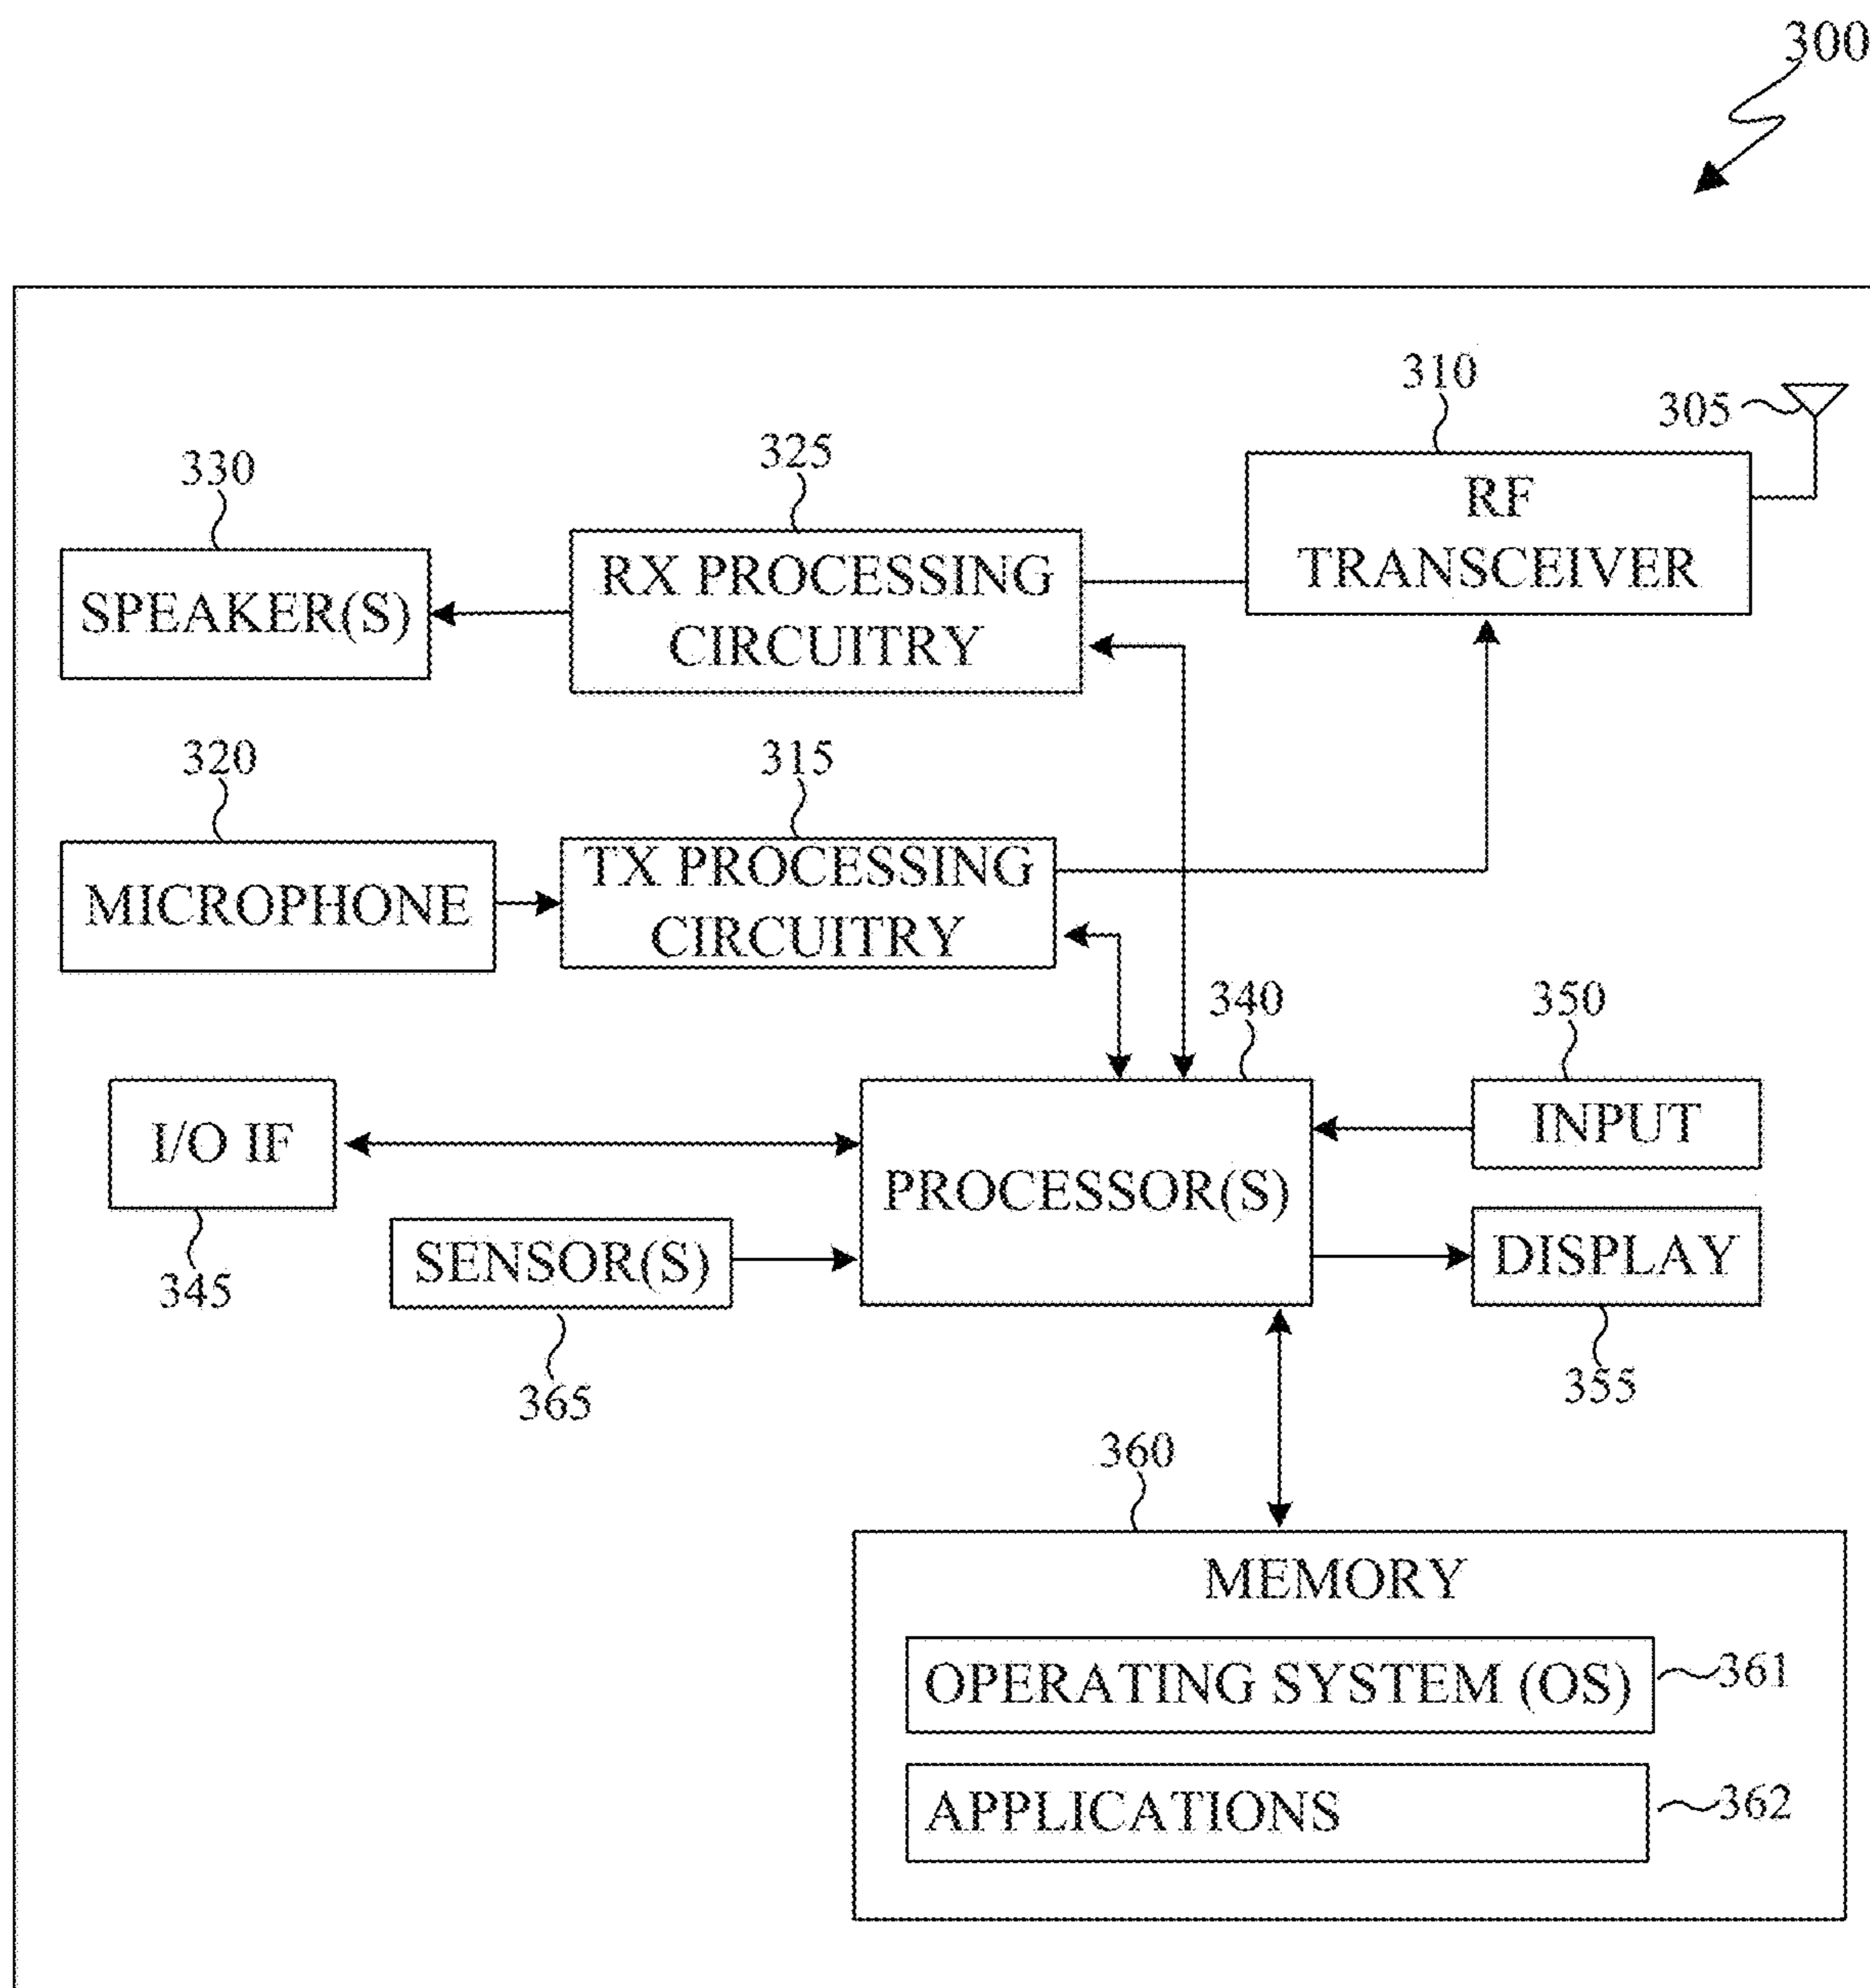 300
310
305
325
330
RF
TRANSCEIVER
RX PROCESSING
CIRCUITRY
SPEAKER(S)
320
315
TX PROCESSING
CIRCUITRY
MICROPHONE
340
350
I/O IF
INPUT
PROCESSOR(S)
SENSOR(S)
DISPLAY
345
365
355
360
MEMORY
OPERATING SYSTEM (OS)
361
APPLICATIONS
362